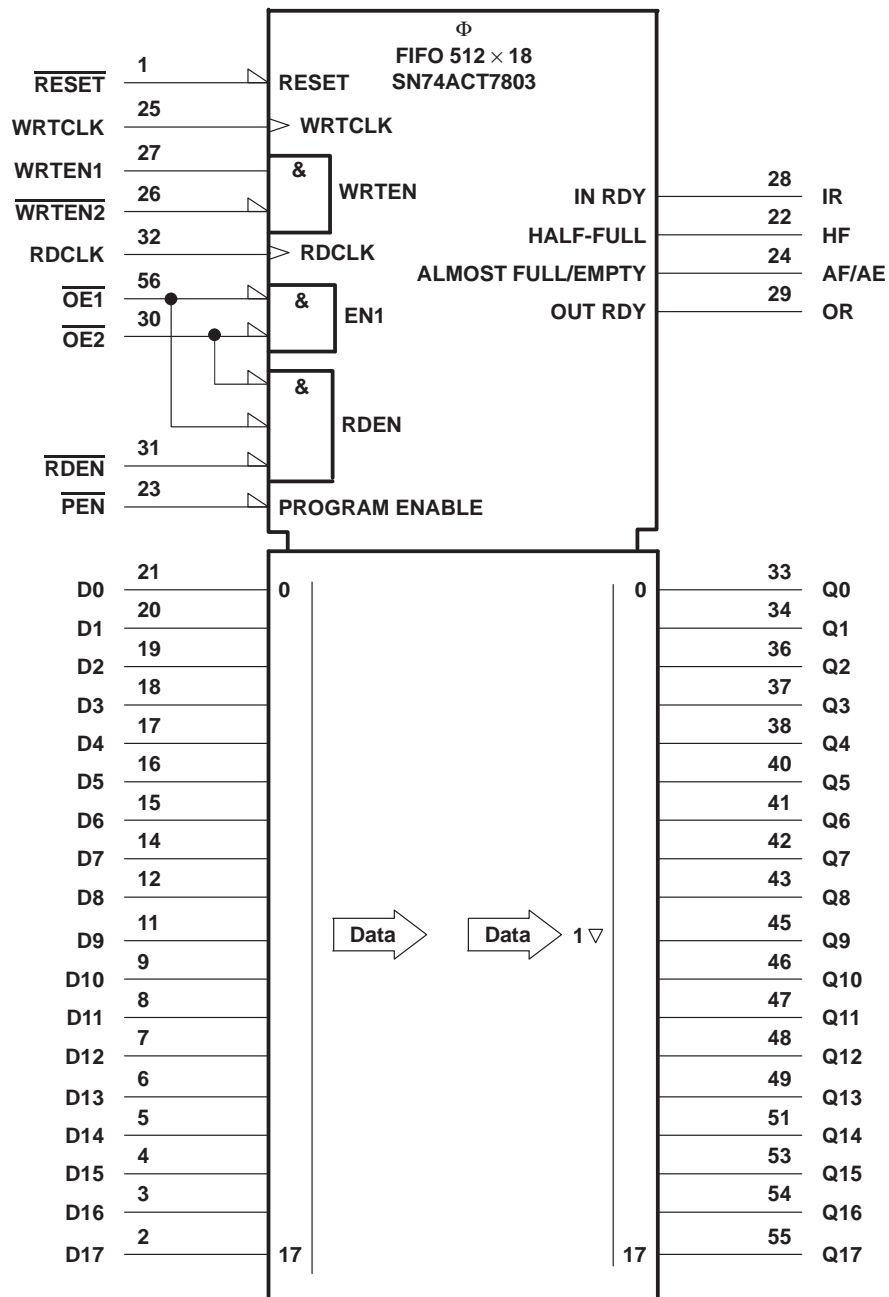 Φ
FIFO 512 × 18
SN74ACT7803
RESET 1 RESET
WRTCLK 25 WRTCLK
WRTEN1 27 &
WRTEN
WRTEN2 26
RDCLK 32 RDCLK
OE1 56 &
EN1
OE2 30
&
RDEN
RDEN 31
PEN 23 PROGRAM ENABLE
IN RDY 28 IR
HALF-FULL 22 HF
ALMOST FULL/EMPTY 24 AF/AE
OUT RDY 29 OR
D0 21 0 0 33 Q0
D1 20 34 Q1
D2 19 36 Q2
D3 18 37 Q3
D4 17 38 Q4
D5 16 40 Q5
D6 15 41 Q6
D7 14 42 Q7
D8 12 43 Q8
D9 11 Data Data 1 ▽ 45 Q9
D10 9 46 Q10
D11 8 47 Q11
D12 7 48 Q12
D13 6 49 Q13
D14 5 51 Q14
D15 4 53 Q15
D16 3 54 Q16
D17 2 17 17 55 Q17